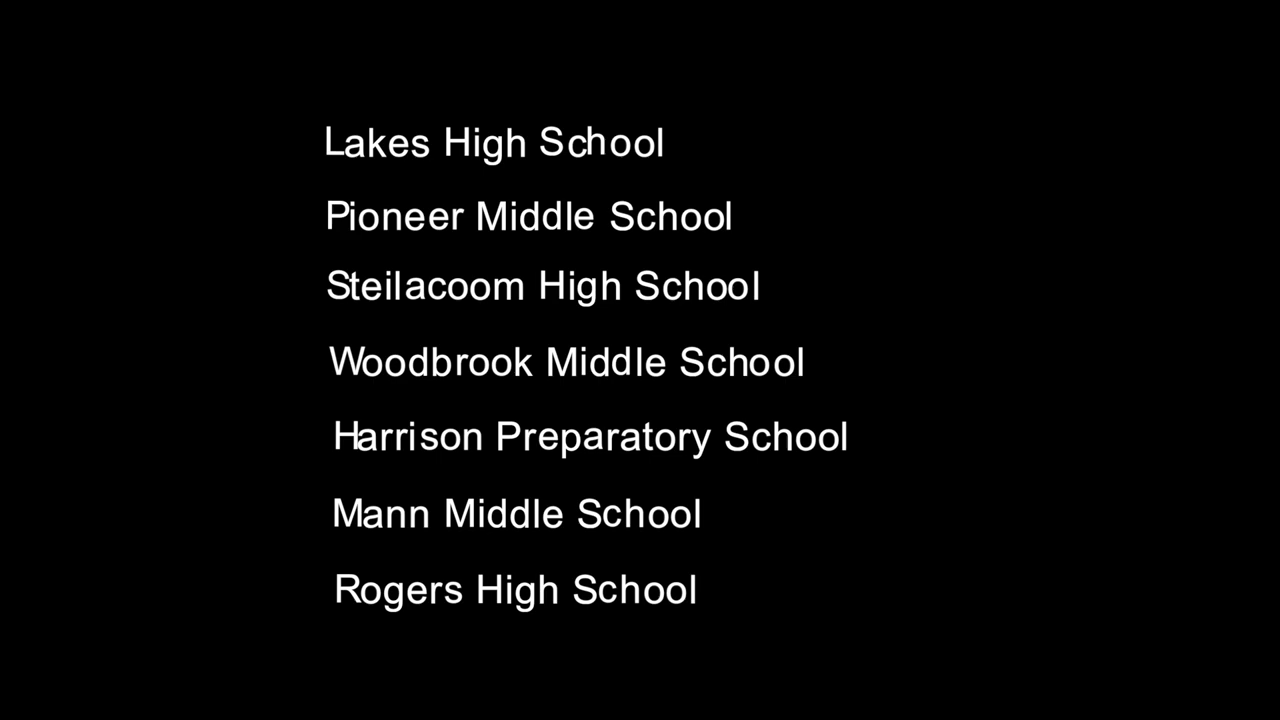 Lakes High School
Pioneer Middle School
Steilacoom High School
Woodbrook Middle School
Harrison Preparatory School
Mann Middle School
Rogers High School